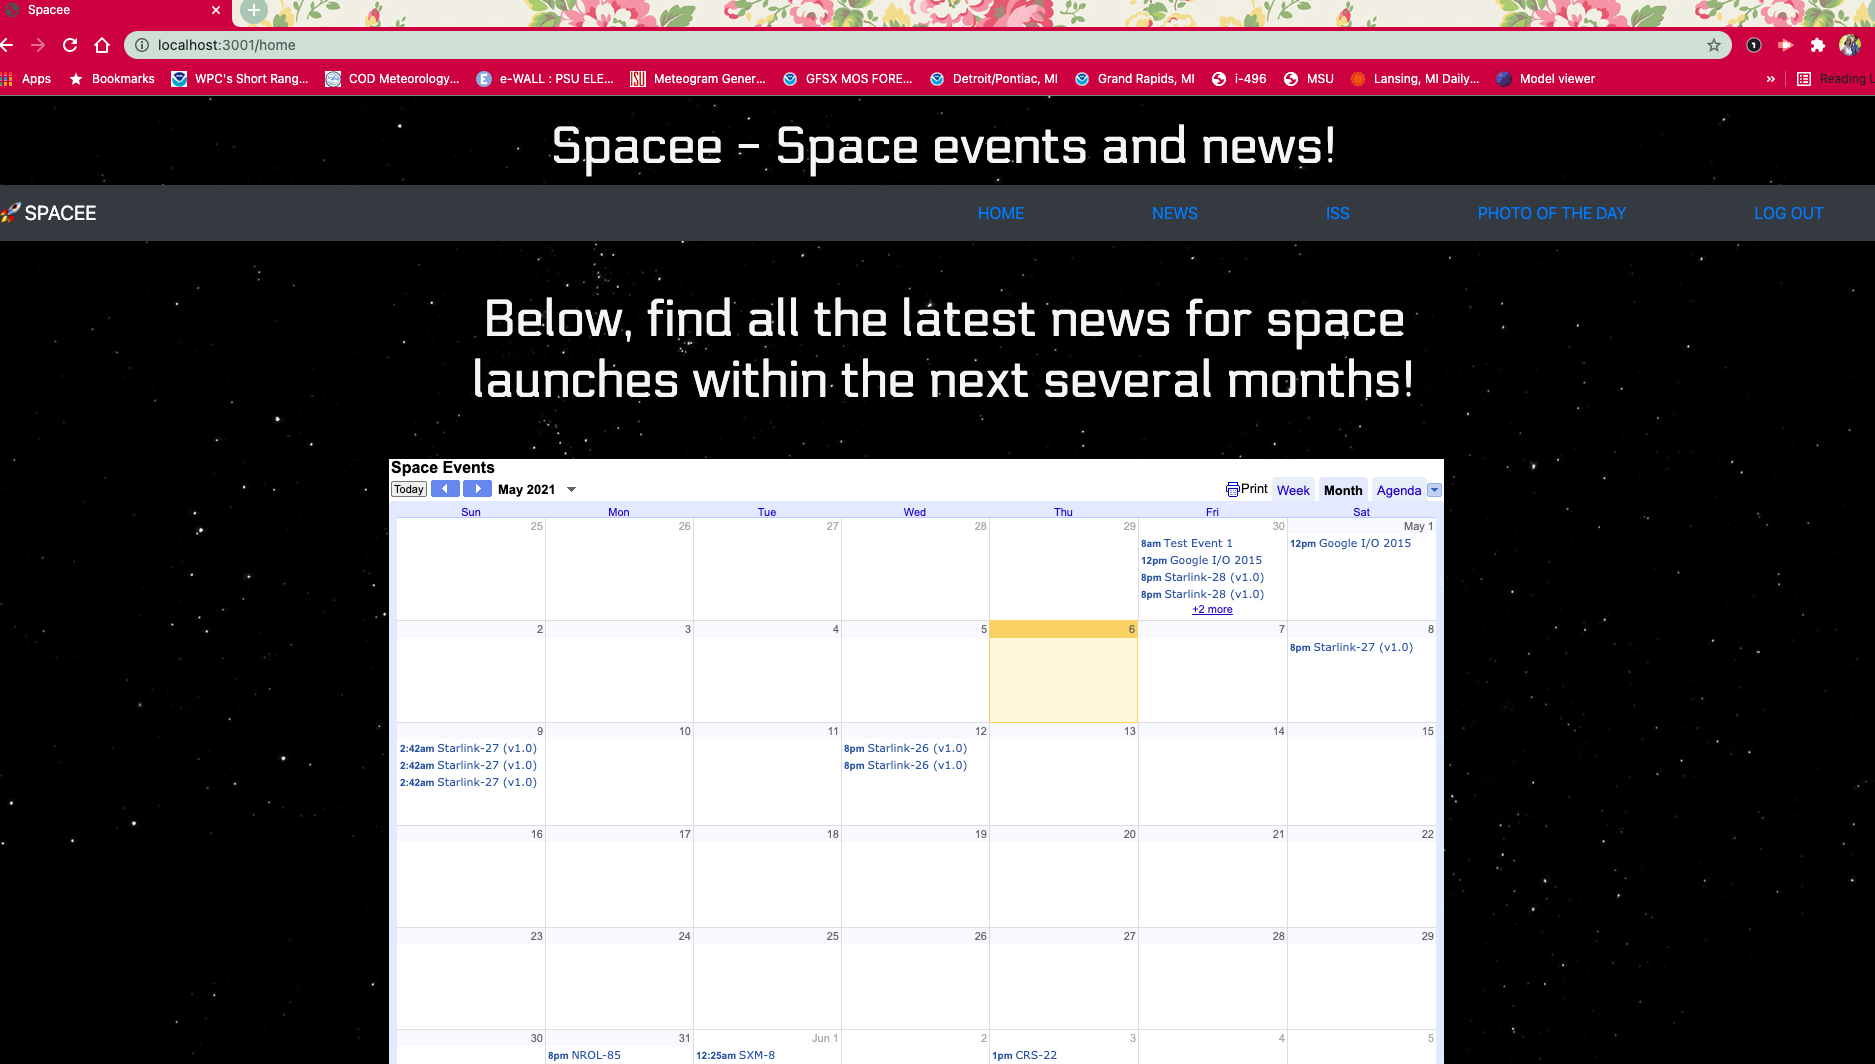 Spacee
localhost:3001/home
Apps Bookmarks WPC's Short Rang... COD Meteorology... e-WALL : PSU ELE... Meteogram Gener... GFSX MOS FORE... Detroit/Pontiac, MI Grand Rapids, MI i-496 MSU Lansing, MI Daily... Model viewer » Reading L
Spacee - Space events and news!
SPACEE HOME NEWS ISS PHOTO OF THE DAY LOG OUT
Below, find all the latest news for space
launches within the next several months!
Space Events
Today May 2021 Print Week Month Agenda
Sun Mon Tue Wed Thu Fri Sat
25 26 27 28 29 30 May 1
8am Test Event 1 12pm Google I/O 2015
12pm Google I/O 2015
8pm Starlink-28 (v1.0)
8pm Starlink-28 (v1.0)
+2 more
2 3 4 5 6 7 8
8pm Starlink-27 (v1.0)
9 10 11 12 13 14 15
2:42am Starlink-27 (v1.0) 8pm Starlink-26 (v1.0)
2:42am Starlink-27 (v1.0) 8pm Starlink-26 (v1.0)
2:42am Starlink-27 (v1.0)
16 17 18 19 20 21 22
23 24 25 26 27 28 29
30 31 Jun 1 2 3 4 5
8pm NROL-85 12:25am SXM-8 1pm CRS-22